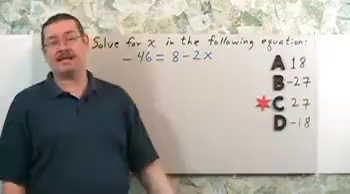 Solve for x in the following equation:
-46 = 8 - 2x
A 18
B -27
C 27
D -18